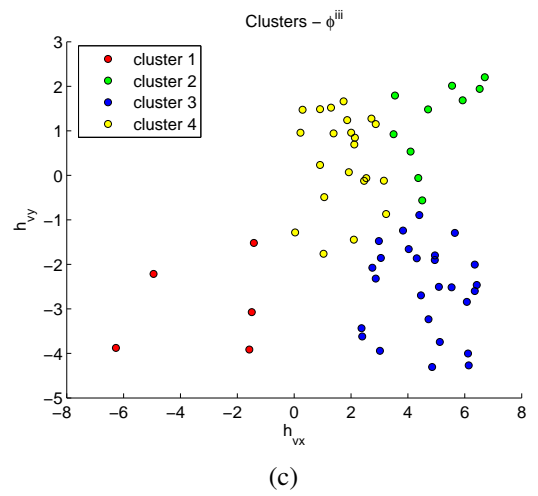 Clusters – ϕⁱⁱⁱ
cluster 1
cluster 2
cluster 3
cluster 4
3
2
1
0
−1
−2
−3
−4
−5
h_vy
−8 −6 −4 −2 0 2 4 6 8
h_vx
(c)